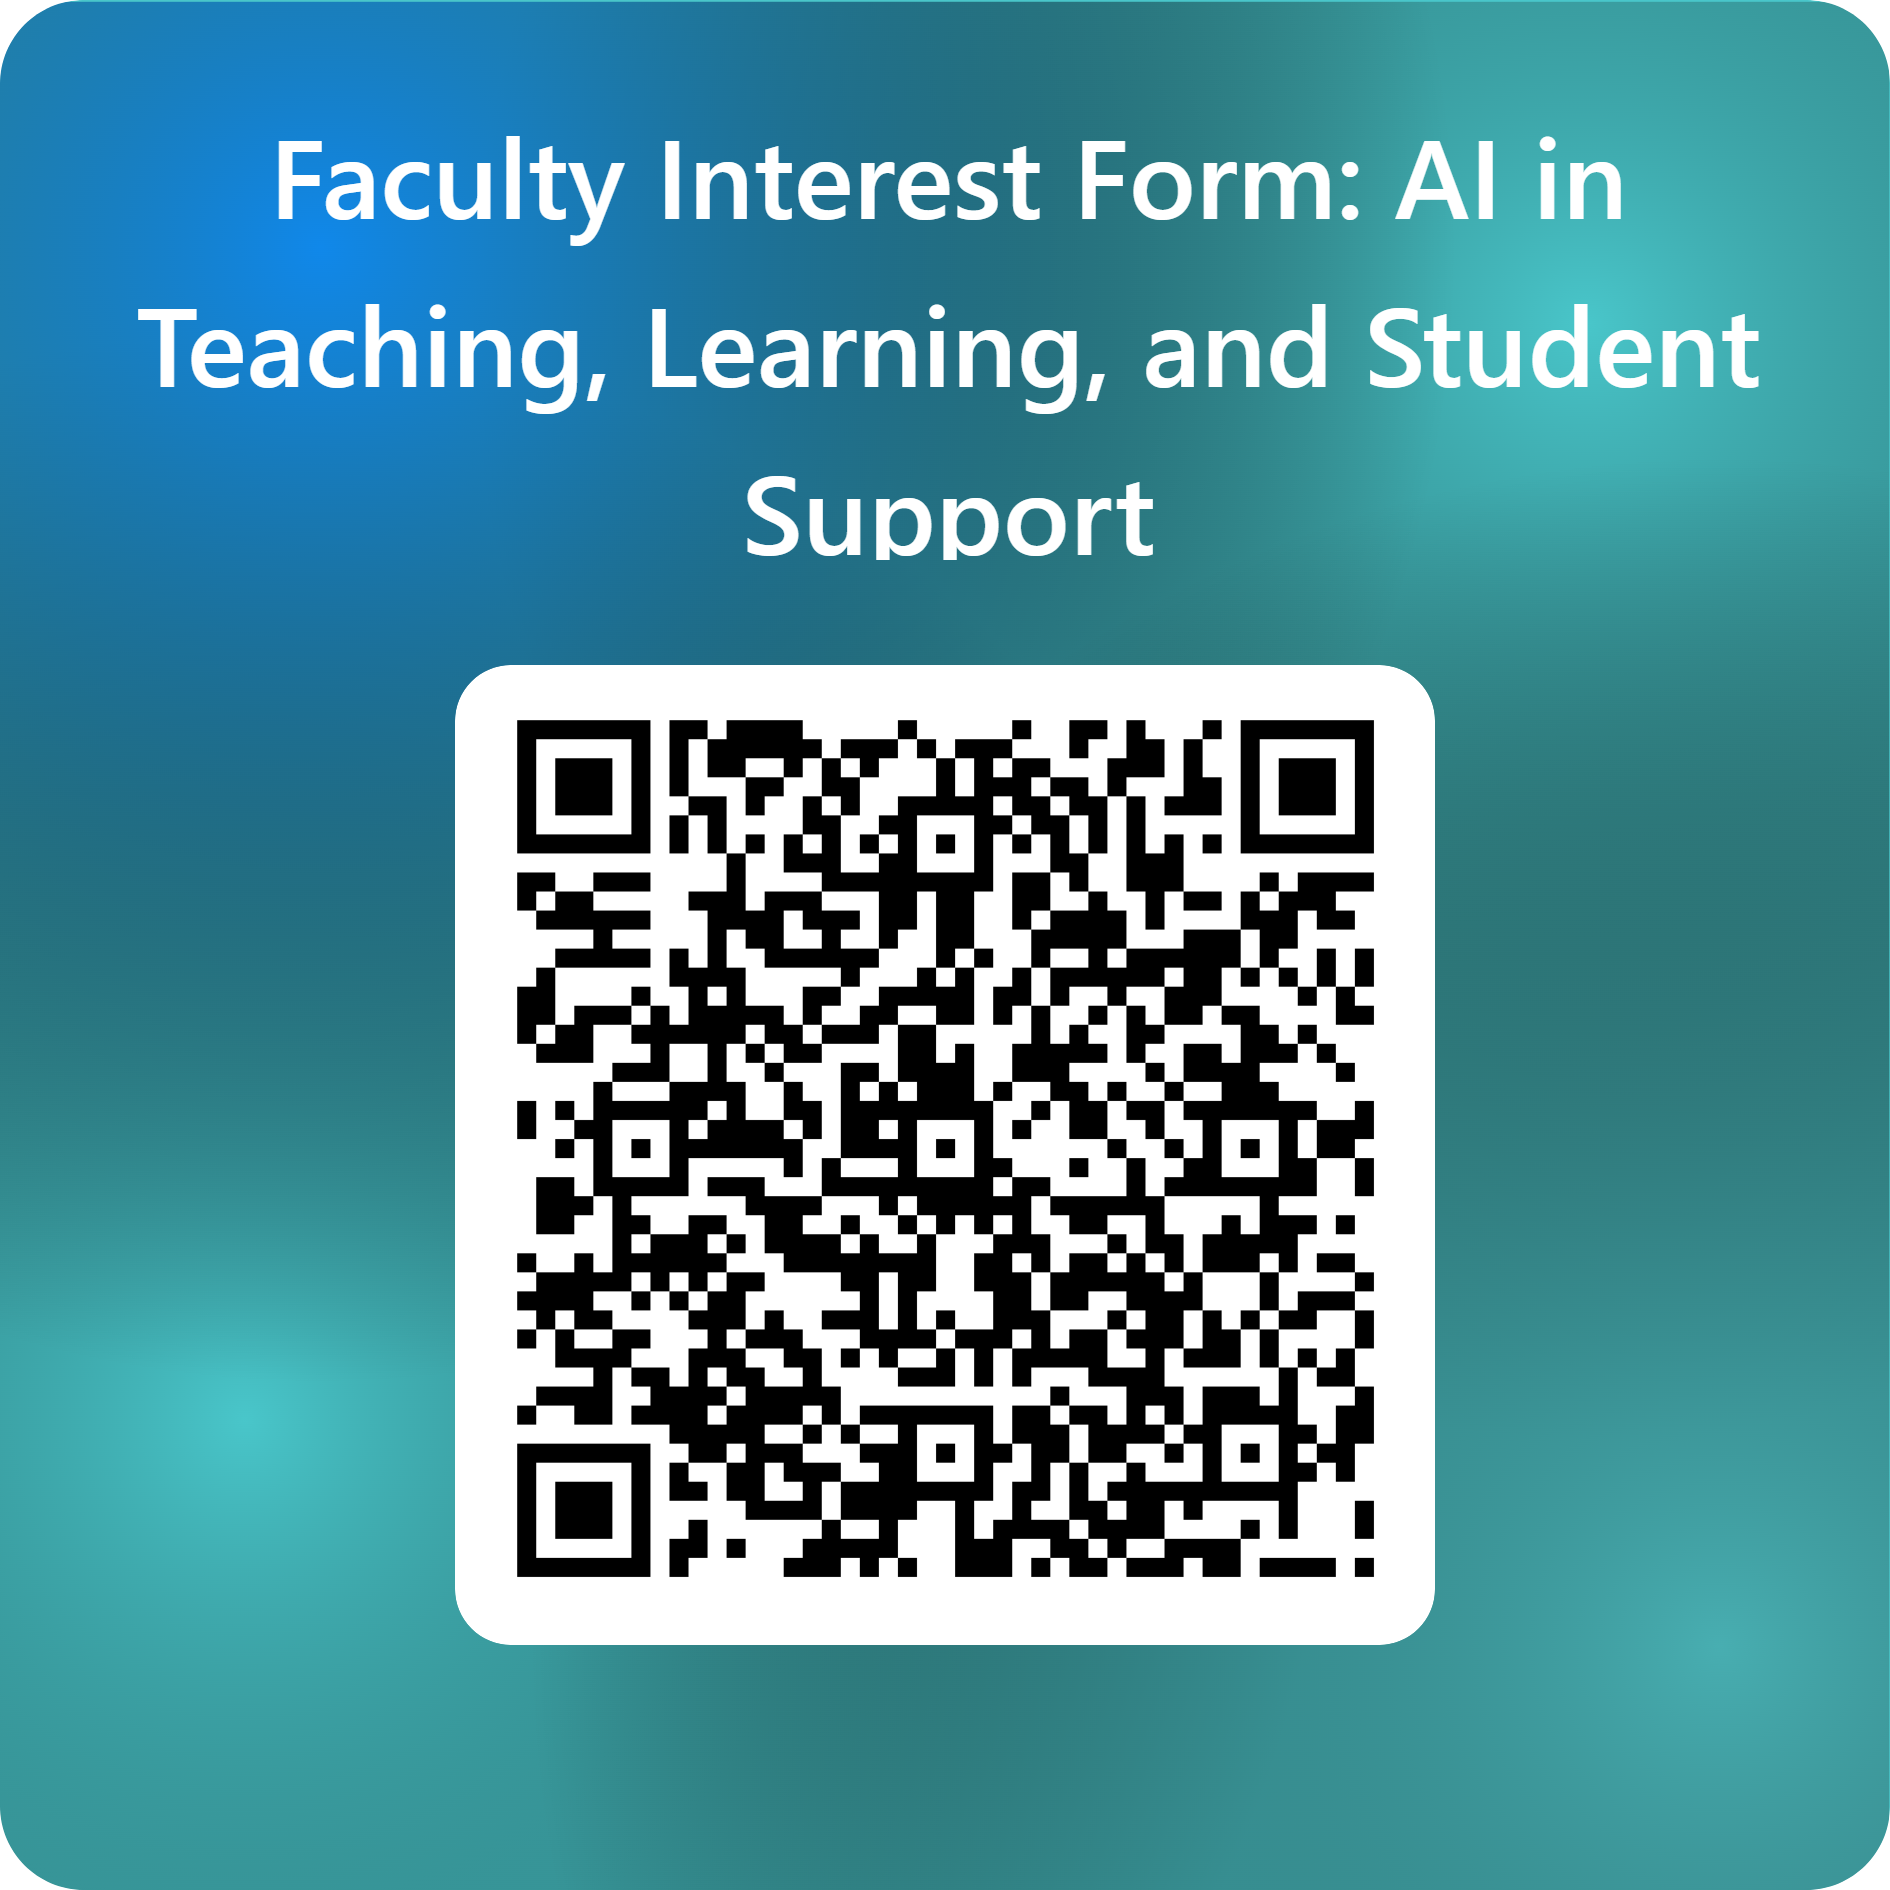 Faculty Interest Form: AI in
Teaching, Learning, and Student
Support